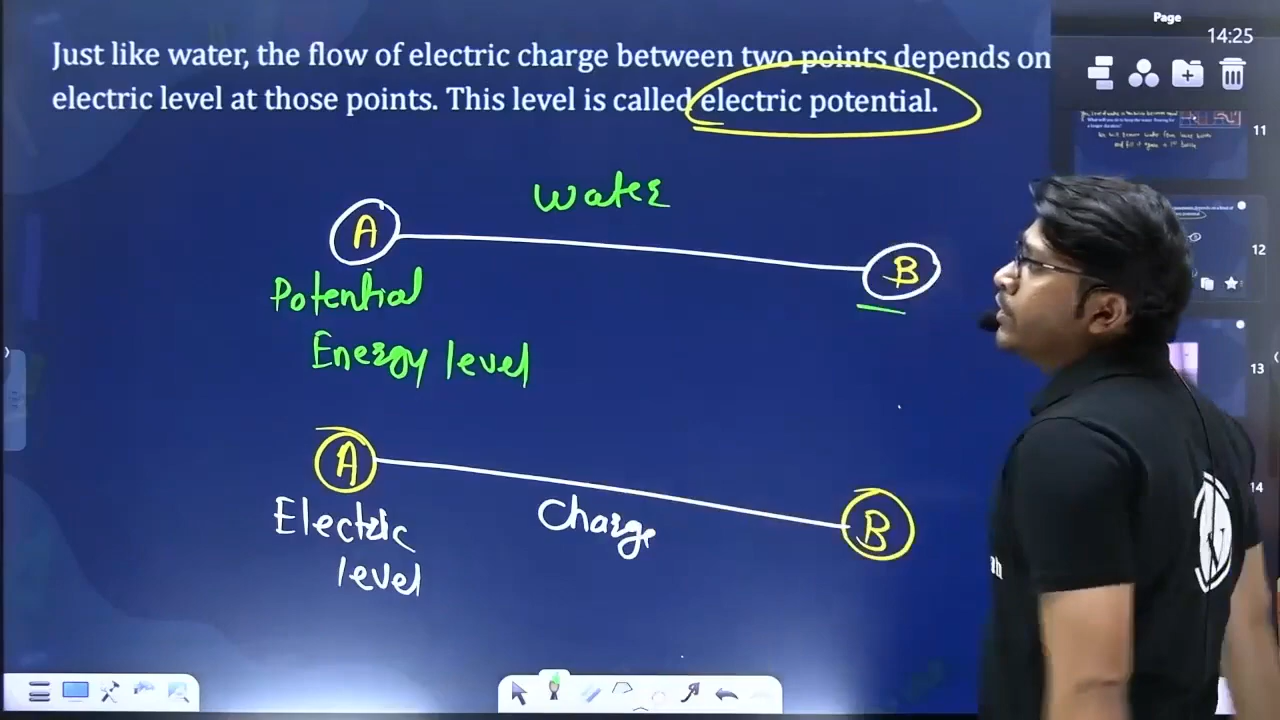 Page
14:25
Just like water, the flow of electric charge between two points depends on
electric level at those points. This level is called electric potential.
11
Water
A
B
12
Potential
Energy level
13
A
B
Electric
level
Charge
14